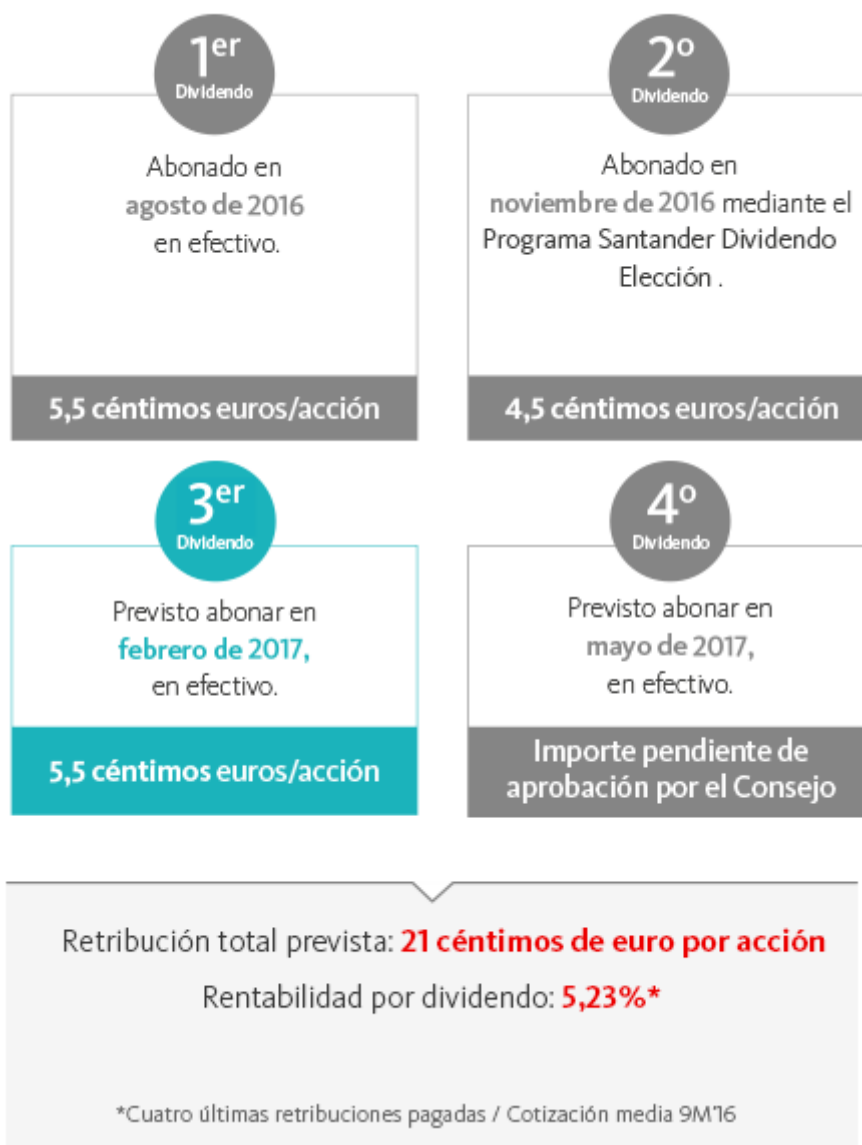 1er
Dividendo
Abonado en
agosto de 2016
en efectivo.
5,5 céntimos euros/acción
2º
Dividendo
Abonado en
noviembre de 2016 mediante el
Programa Santander Dividendo
Elección .
4,5 céntimos euros/acción
3er
Dividendo
Previsto abonar en
febrero de 2017,
en efectivo.
5,5 céntimos euros/acción
4º
Dividendo
Previsto abonar en
mayo de 2017,
en efectivo.
Importe pendiente de
aprobación por el Consejo
Retribución total prevista: 21 céntimos de euro por acción
Rentabilidad por dividendo: 5,23%*
*Cuatro últimas retribuciones pagadas / Cotización media 9M'16